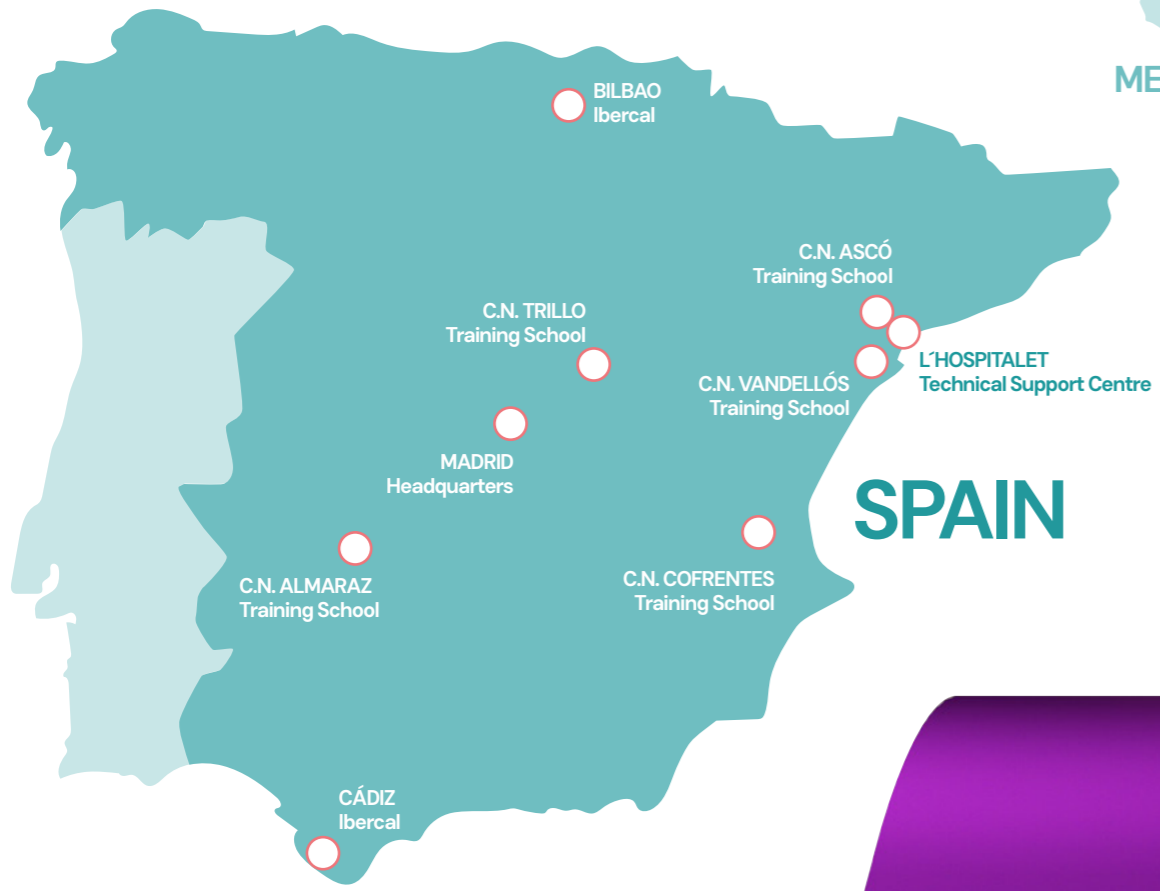 ME
BILBAO
Ibercal
C.N. ASCÓ
Training School
C.N. TRILLO
Training School
L´HOSPITALET
Technical Support Centre
C.N. VANDELLÓS
Training School
MADRID
Headquarters
SPAIN
C.N. ALMARAZ
Training School
C.N. COFRENTES
Training School
CÁDIZ
Ibercal